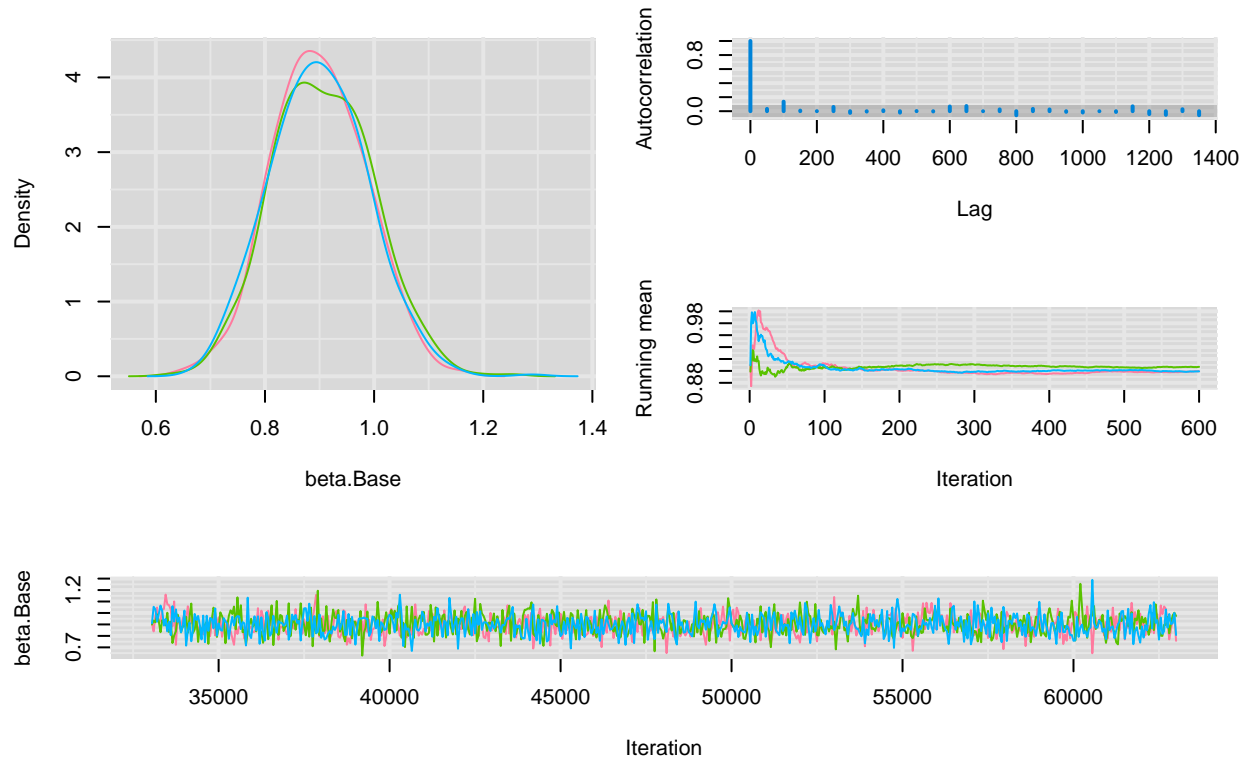 Density
4
3
2
1
0
0.6 0.8 1.0 1.2 1.4
beta.Base
Autocorrelation
0.8
0.0
0 200 400 600 800 1000 1200 1400
Lag
Running mean
0.98
0.88
0 100 200 300 400 500 600
Iteration
beta.Base
1.2
0.7
35000 40000 45000 50000 55000 60000
Iteration